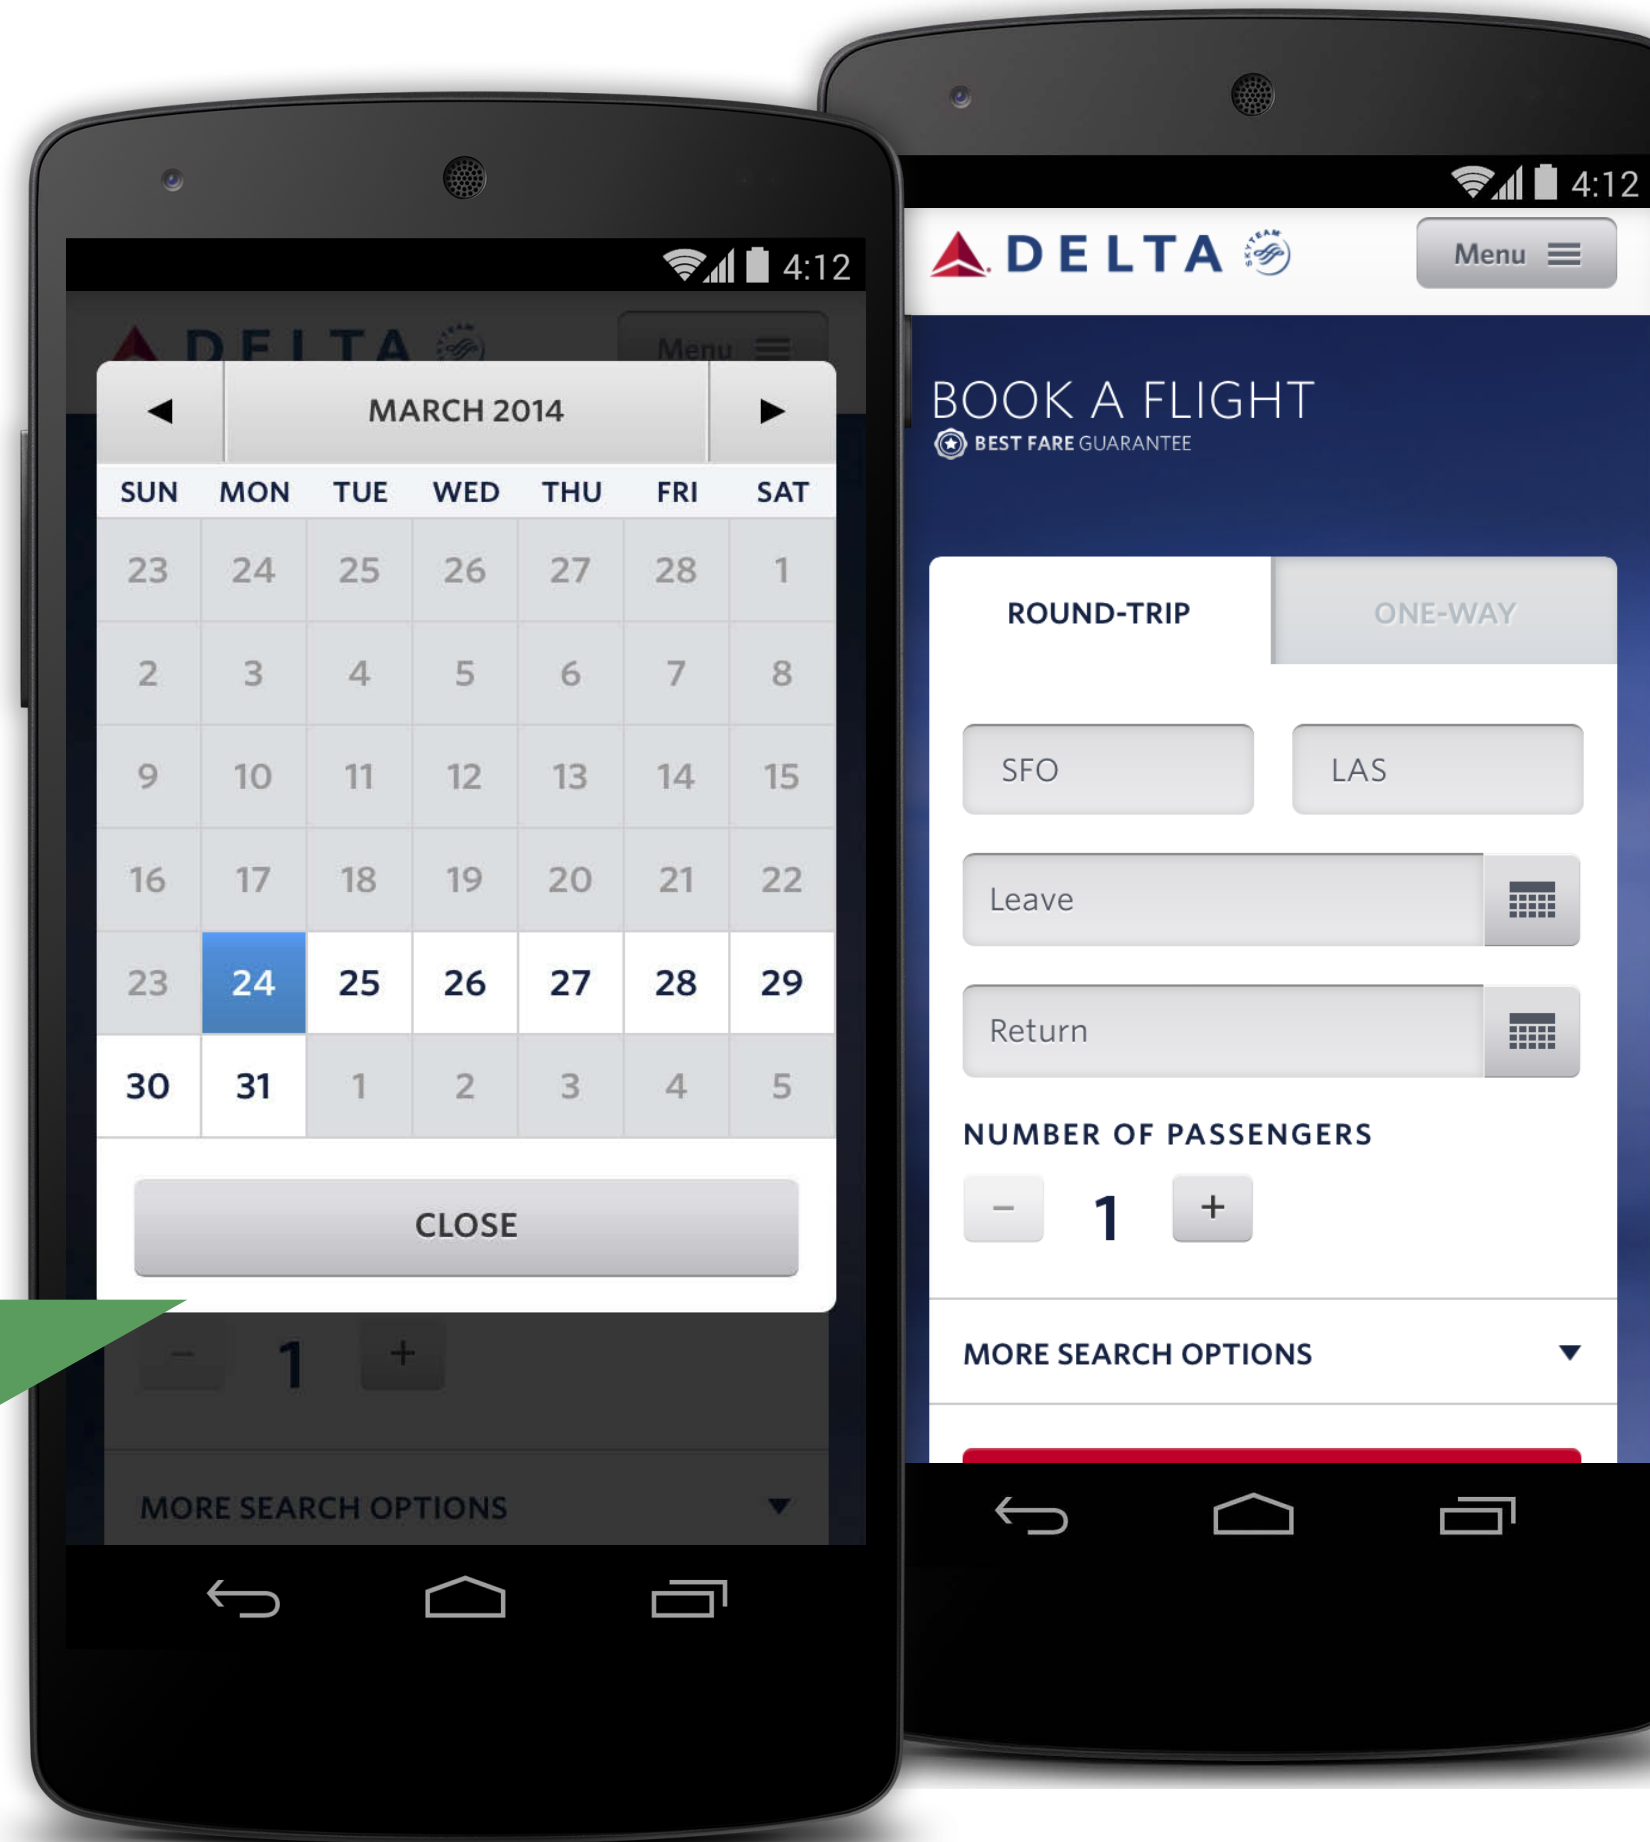 4:12
DELTA
Menu
MARCH 2014
SUN MON TUE WED THU FRI SAT
23 24 25 26 27 28 1
2 3 4 5 6 7 8
9 10 11 12 13 14 15
16 17 18 19 20 21 22
23 24 25 26 27 28 29
30 31 1 2 3 4 5
CLOSE
- 1 +
MORE SEARCH OPTIONS
4:12
DELTA SKYTEAM
Menu
BOOK A FLIGHT
BEST FARE GUARANTEE
ROUND-TRIP ONE-WAY
SFO LAS
Leave
Return
NUMBER OF PASSENGERS
- 1 +
MORE SEARCH OPTIONS